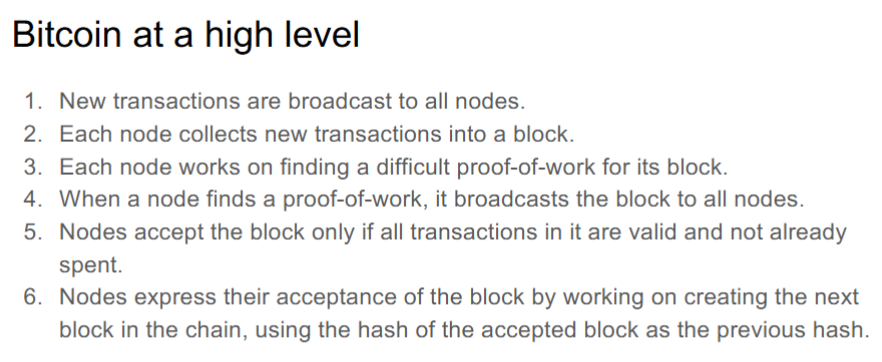 Bitcoin at a high level
1. New transactions are broadcast to all nodes.
2. Each node collects new transactions into a block.
3. Each node works on finding a difficult proof-of-work for its block.
4. When a node finds a proof-of-work, it broadcasts the block to all nodes.
5. Nodes accept the block only if all transactions in it are valid and not already
spent.
6. Nodes express their acceptance of the block by working on creating the next
block in the chain, using the hash of the accepted block as the previous hash.